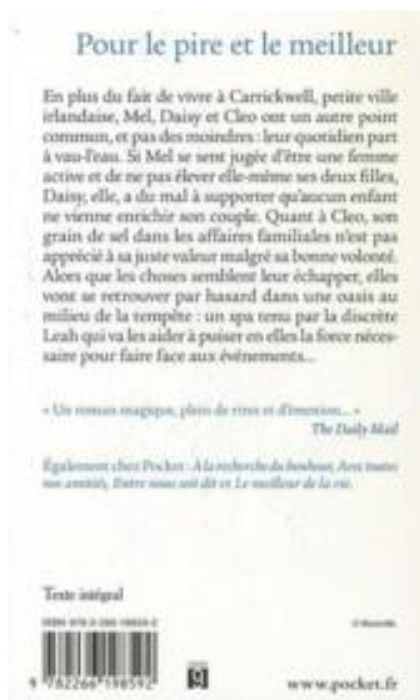 Pour le pire et le meilleur
En plus du fait de vivre à Carrickwell, petite ville
irlandaise, Mel, Daisy et Cleo ont un autre point
commun, et pas des moindres : leur quotidien part
à vau-l'eau. Si Mel se sent jugée d'être une femme
active et de ne pas élever elle-même ses deux filles,
Daisy, elle, a du mal à supporter qu'aucun enfant
ne vienne enrichir son couple. Quant à Cleo, son
grain de sel dans les affaires familiales n'est pas
apprécié à sa juste valeur malgré sa bonne volonté.
Alors que les choses semblent leur échapper, elles
vont se retrouver par hasard dans une oasis au
milieu de la tempête : un spa tenu par la discrète
Leah qui va les aider à puiser en elles la force néces-
saire pour faire face aux événements...
« Un roman magique, plein de rires et d'émotion... »
The Daily Mail
Également chez Pocket : À la recherche du bonheur, Avec toutes
nos amitiés, Entre nous soit dit et Le meilleur de la vie.
Texte intégral
9 782266 198592
www.pocket.fr